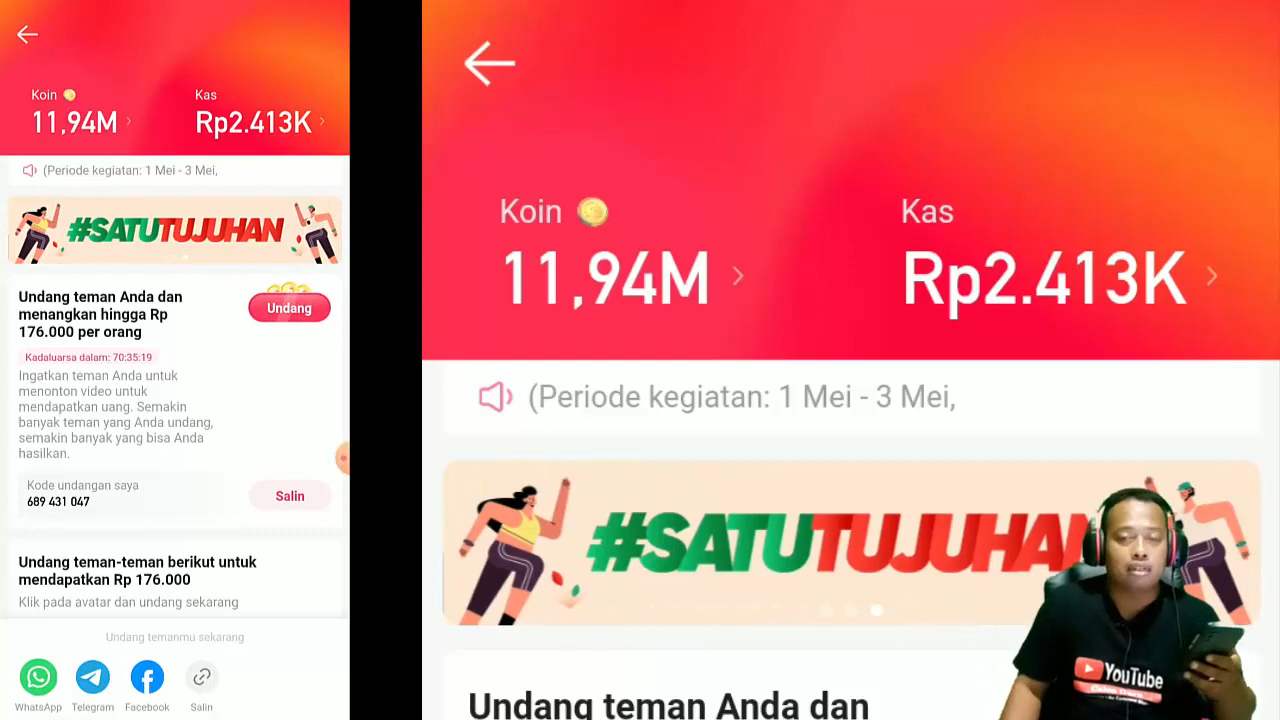 Koin
Kas
11,94M
Rp2.413K
(Periode kegiatan: 1 Mei - 3 Mei,
#SATUTUJUHAN
Undang teman Anda dan
menangkan hingga Rp
176.000 per orang
Undang
Kadaluarsa dalam: 70:35:19
Ingatkan teman Anda untuk
menonton video untuk
mendapatkan uang. Semakin
banyak teman yang Anda undang,
semakin banyak yang bisa Anda
hasilkan.
Kode undangan saya
689 431 047
Salin
Undang teman-teman berikut untuk
mendapatkan Rp 176.000
Klik pada avatar dan undang sekarang
Undang temanmu sekarang
WhatsApp
Telegram
Facebook
Salin
Koin
Kas
11,94M
Rp2.413K
(Periode kegiatan: 1 Mei - 3 Mei,
#SATUTUJUHAN
Undang teman Anda dan
YouTube